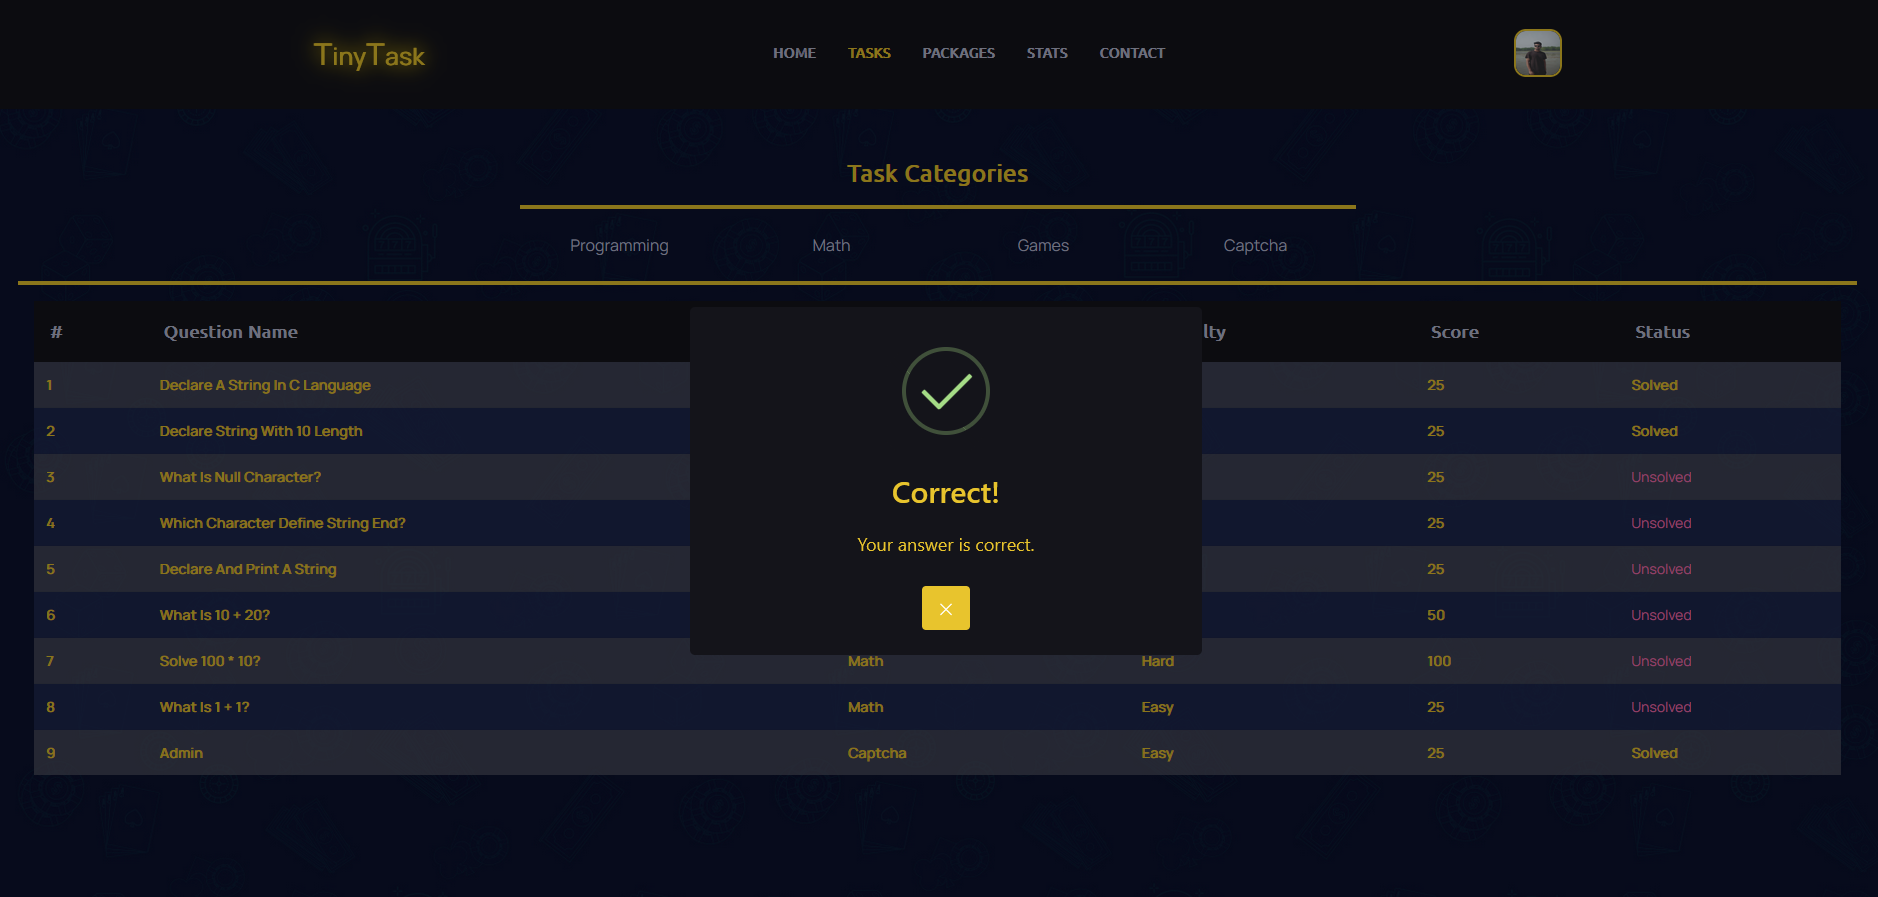 TinyTask
HOME TASKS PACKAGES STATS CONTACT
Task Categories
Programming Math Games Captcha
# Question Name lty Score Status
1 Declare A String In C Language 25 Solved
2 Declare String With 10 Length 25 Solved
3 What Is Null Character? 25 Unsolved
4 Which Character Define String End? 25 Unsolved
5 Declare And Print A String 25 Unsolved
6 What Is 10 + 20? 50 Unsolved
7 Solve 100 * 10? Math Hard 100 Unsolved
8 What Is 1 + 1? Math Easy 25 Unsolved
9 Admin Captcha Easy 25 Solved
Correct!
Your answer is correct.